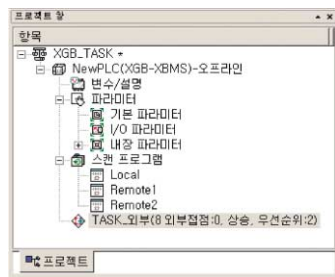 프로젝트 창
항목
XGB_TASK *
NewPLC(XGB-XBMS)-오프라인
변수/설명
파라미터
기본 파라미터
I/O 파라미터
내장 파라미터
스캔 프로그램
Local
Remote1
Remote2
TASK_외부(8 외부접점:0, 상승, 우선순위:2)
프로젝트